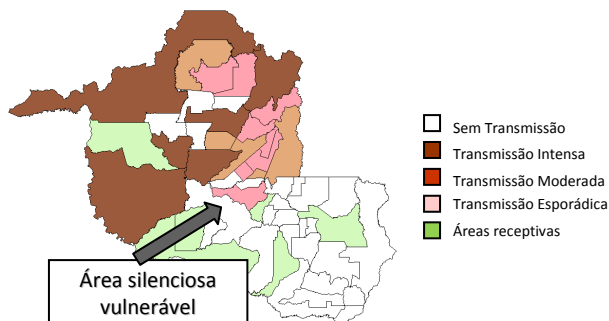 Sem Transmissão
Transmissão Intensa
Transmissão Moderada
Transmissão Esporádica
Áreas receptivas
Área silenciosa
vulnerável